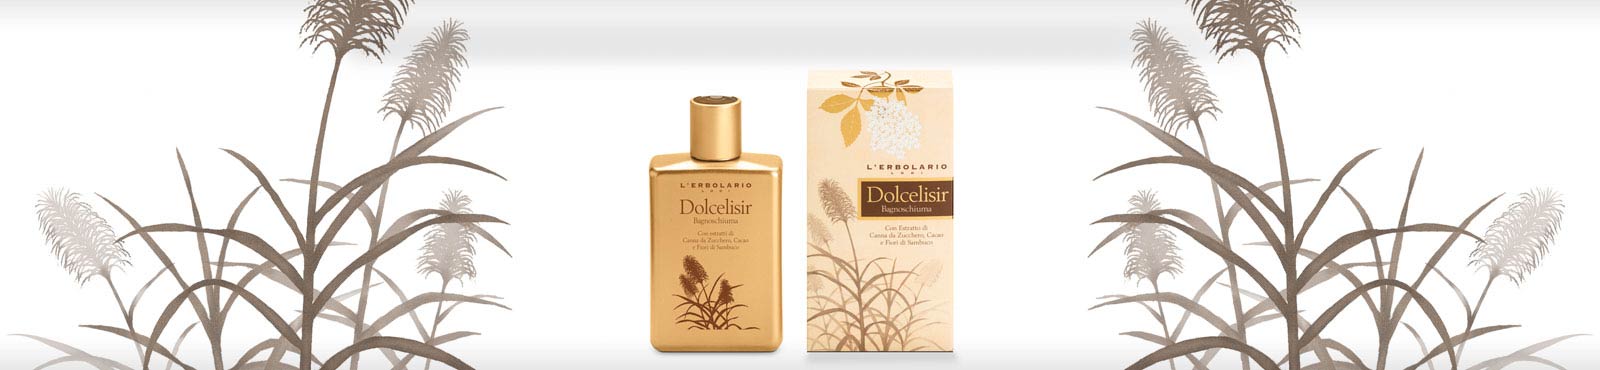 L'ERBOLARIO
LODI
Dolcelisir
Bagnoschiuma
Con estratti di
Canna da Zucchero, Cacao
e Fiori di Sambuco
L'ERBOLARIO
LODI
Dolcelisir
Bagnoschiuma
Con Estratto di
Canna da Zucchero, Cacao
e Fiori di Sambuco